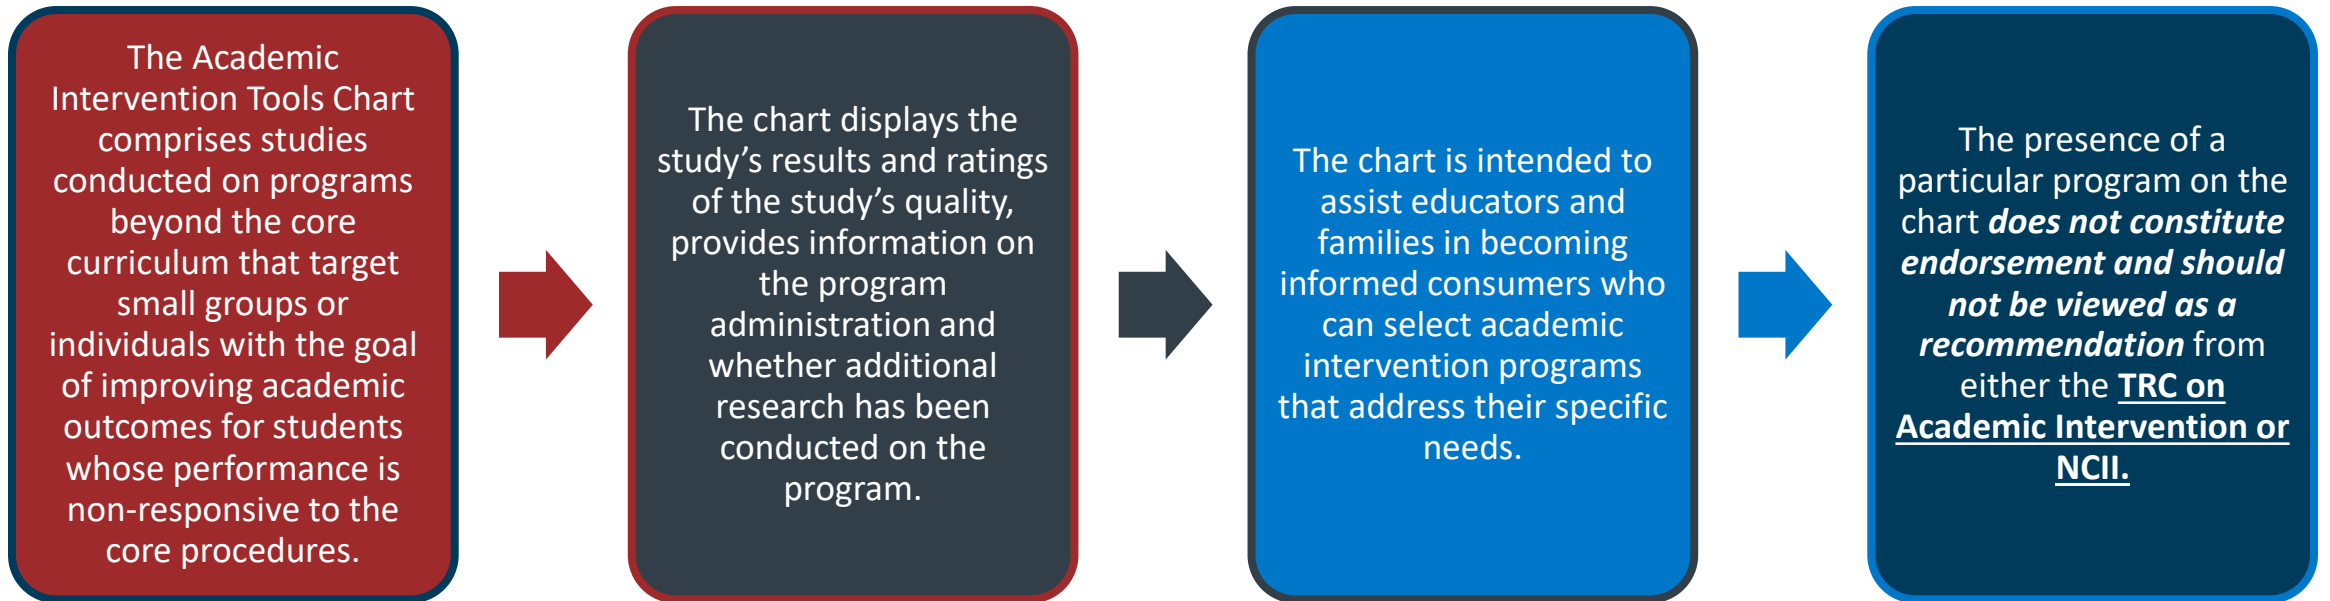 The Academic
Intervention Tools Chart
comprises studies
conducted on programs
beyond the core
curriculum that target
small groups or
individuals with the goal
of improving academic
outcomes for students
whose performance is
non-responsive to the
core procedures.
The chart displays the
study’s results and ratings
of the study’s quality,
provides information on
the program
administration and
whether additional
research has been
conducted on the
program.
The chart is intended to
assist educators and
families in becoming
informed consumers who
can select academic
intervention programs
that address their specific
needs.
The presence of a
particular program on the
chart does not constitute
endorsement and should
not be viewed as a
recommendation from
either the TRC on
Academic Intervention or
NCII.